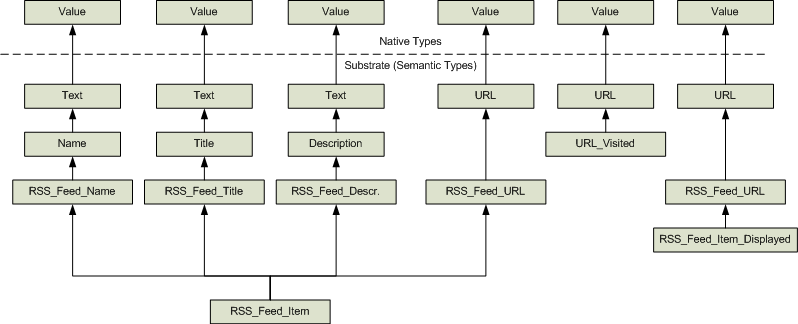 Value
Value
Value
Value
Value
Value
Native Types
Substrate (Semantic Types)
Text
Text
Text
URL
URL
URL
Name
Title
Description
URL_Visited
RSS_Feed_Name
RSS_Feed_Title
RSS_Feed_Descr.
RSS_Feed_URL
RSS_Feed_URL
RSS_Feed_Item_Displayed
RSS_Feed_Item